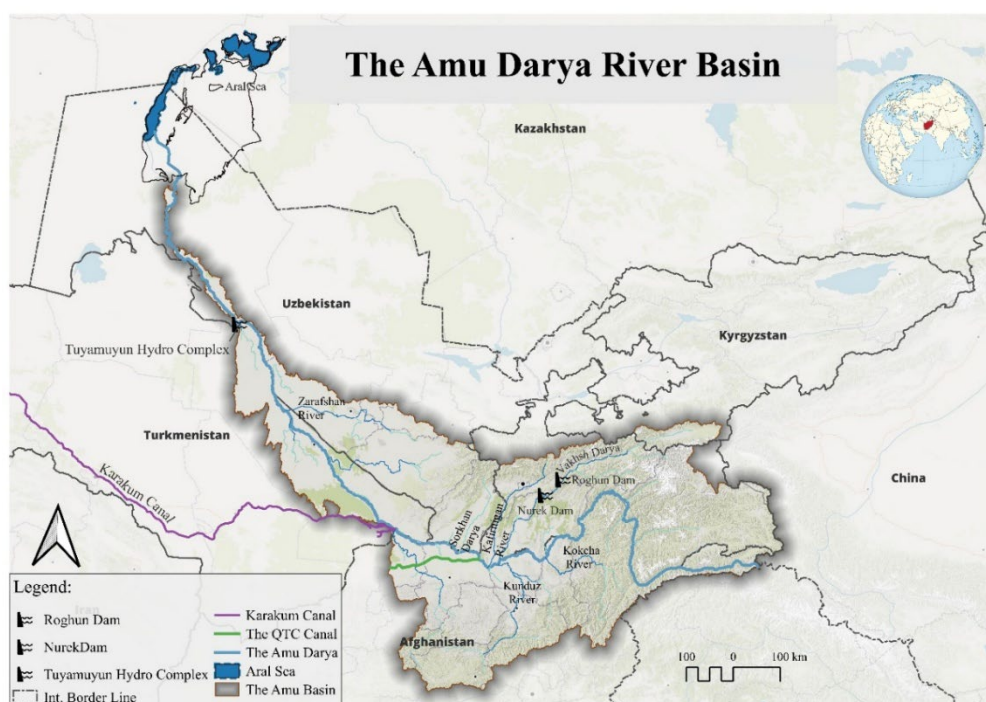 The Amu Darya River Basin
Aral Sea
Kazakhstan
Uzbekistan
Kyrgyzstan
Tuyamuyun Hydro Complex
Zarafshan
River
Turkmenistan
China
Karakum Canal
Vakhsh Darya
Roghun Dam
Nurek Dam
Sorkhan
Darya
River
Kokcha
River
Kunduz
River
Afghanistan
Legend:
Roghun Dam
NurekDam
Tuyamuyun Hydro Complex
Int. Border Line
Karakum Canal
The QTC Canal
The Amu Darya
Aral Sea
The Amu Basin
Iran
100 0 100 km